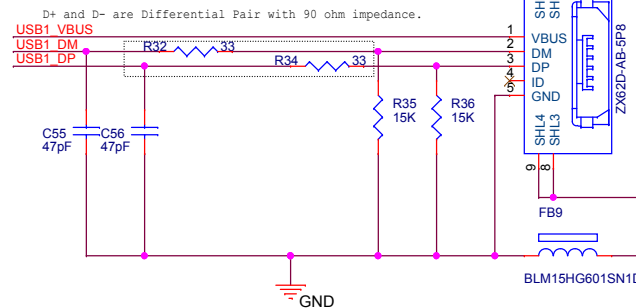 D+ and D- are Differential Pair with 90 ohm impedance.
USB1_VBUS
USB1_DM
USB1_DP
R32 33
R34 33
1 VBUS
2 DM
3 DP
4 ID
5 GND
SH
SH
ZX62D-AB-5P8
R35
15K
R36
15K
C55
47pF
C56
47pF
SHL4
SHL3
9
8
FB9
BLM15HG601SN1D
GND